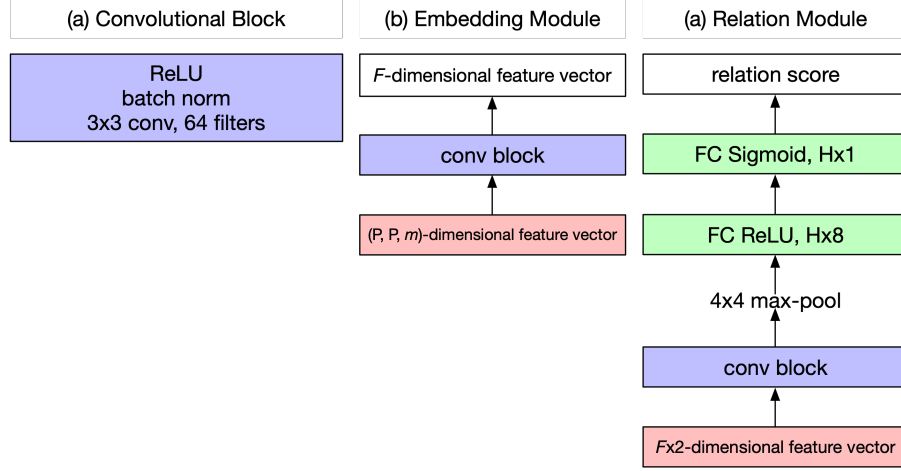 (a) Convolutional Block
ReLU
batch norm
3x3 conv, 64 filters
(b) Embedding Module
F-dimensional feature vector
conv block
(P, P, m)-dimensional feature vector
(a) Relation Module
relation score
FC Sigmoid, Hx1
FC ReLU, Hx8
4x4 max-pool
conv block
Fx2-dimensional feature vector